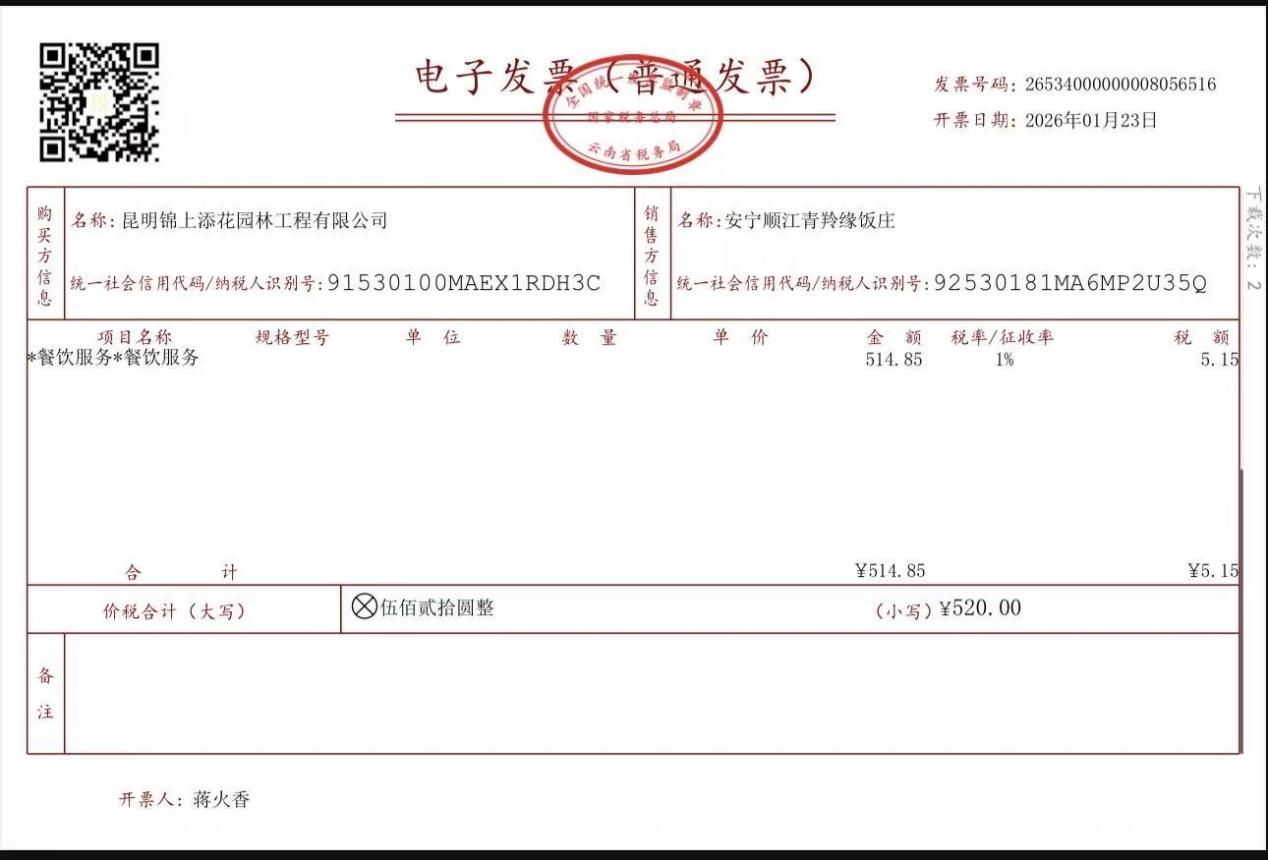 电子发票（普通发票）
全国统一发票监制章
国家税务总局
云南省税务局
发票号码：26534000000008056516
开票日期：2026年01月23日
购买方信息
名称：昆明锦上添花园林工程有限公司
统一社会信用代码/纳税人识别号：91530100MAEX1RDH3C
销售方信息
名称：安宁顺江青羚缘饭庄
统一社会信用代码/纳税人识别号：92530181MA6MP2U35Q
下载次数：2
项目名称 规格型号 单位 数量 单价 金额 税率/征收率 税额
*餐饮服务*餐饮服务 514.85 1% 5.15
合计 ¥514.85 ¥5.15
价税合计（大写） ⊗伍佰贰拾圆整 （小写）¥520.00
备注
开票人：蒋火香